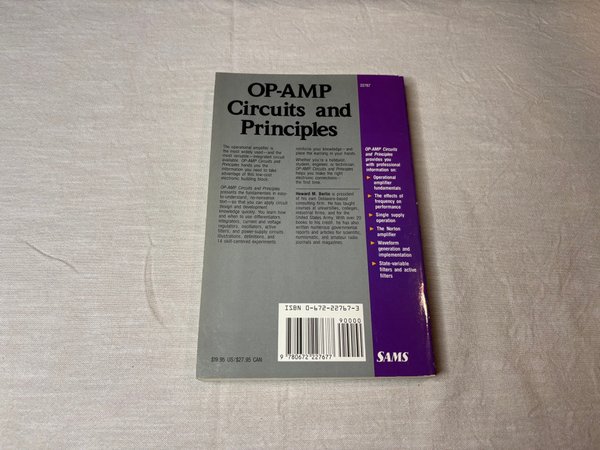 22767
OP-AMP
Circuits and
Principles
The operational amplifier is
the most widely used—and the
most versatile—integrated circuit
available. OP-AMP Circuits and
Principles hands you the
information you need to take
advantage of this low-cost
electronic building block.
OP-AMP Circuits and Principles
presents the fundamentals in easy-
to-understand, no-nonsense
text—so that you can apply circuit
design and development
knowledge quickly. You learn how
and when to use differentiators,
integrators, current and voltage
regulators, oscillators, active
filters, and power-supply circuits
Illustrations, definitions, and
14 skill-centered experiments
reinforce your knowledge—and
place the learning in your hands.
Whether you're a hobbyist,
student, engineer, or technician,
OP-AMP Circuits and Principles
helps you make the right
electronic connections—
the first time.
Howard M. Berlin is president
of his own Delaware-based
consulting firm. He has taught
courses at universities, colleges,
industrial firms, and for the
United States Army. With over 20
books to his credit, he has also
written numerous governmental
reports and articles for scientific,
numismatic, and amateur radio
journals and magazines.
OP-AMP Circuits
and Principles
provides you
with professional
information on:
Operational
amplifier
fundamentals
The effects of
frequency on
performance
Single supply
operation
The Norton
amplifier
Waveform
generation and
implementation
State-variable
filters and active
filters
ISBN 0-672-22767-3
90000
9 780672 227677
$19.95 US/$27.95 CAN
SAMS